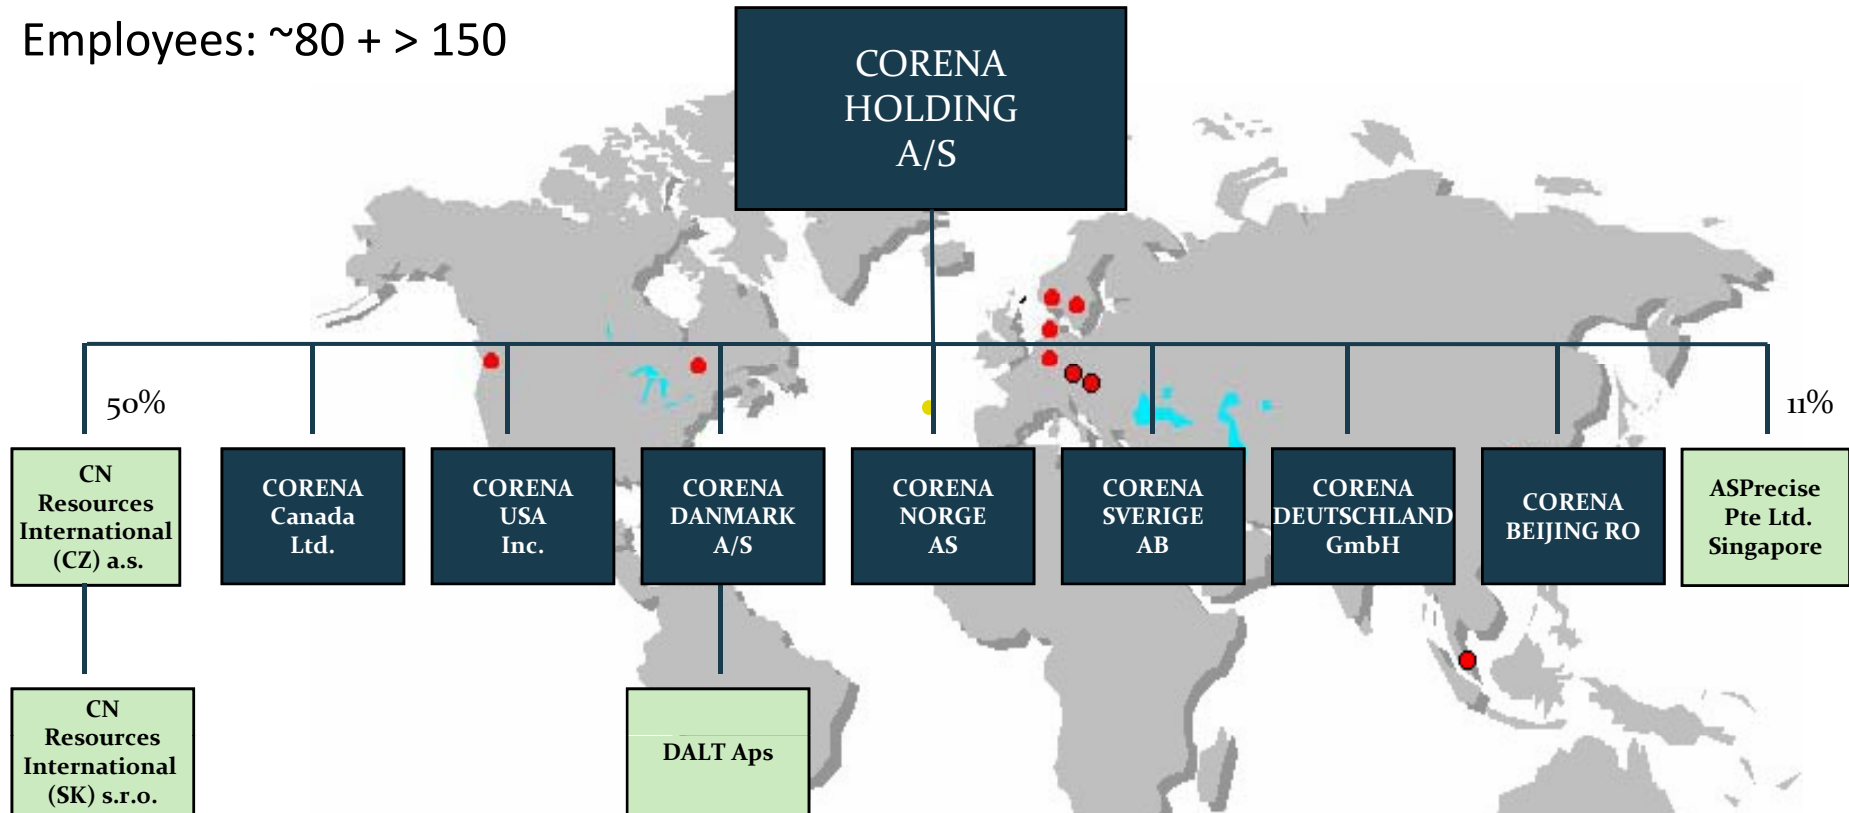 Employees: ~80 + > 150
CORENA
HOLDING
A/S
50%
11%
CN
Resources
International
(CZ) a.s.
CORENA
Canada
Ltd.
CORENA
USA
Inc.
CORENA
DANMARK
A/S
CORENA
NORGE
AS
CORENA
SVERIGE
AB
CORENA
DEUTSCHLAND
GmbH
CORENA
BEIJING RO
ASPrecise
Pte Ltd.
Singapore
CN
Resources
International
(SK) s.r.o.
DALT Aps